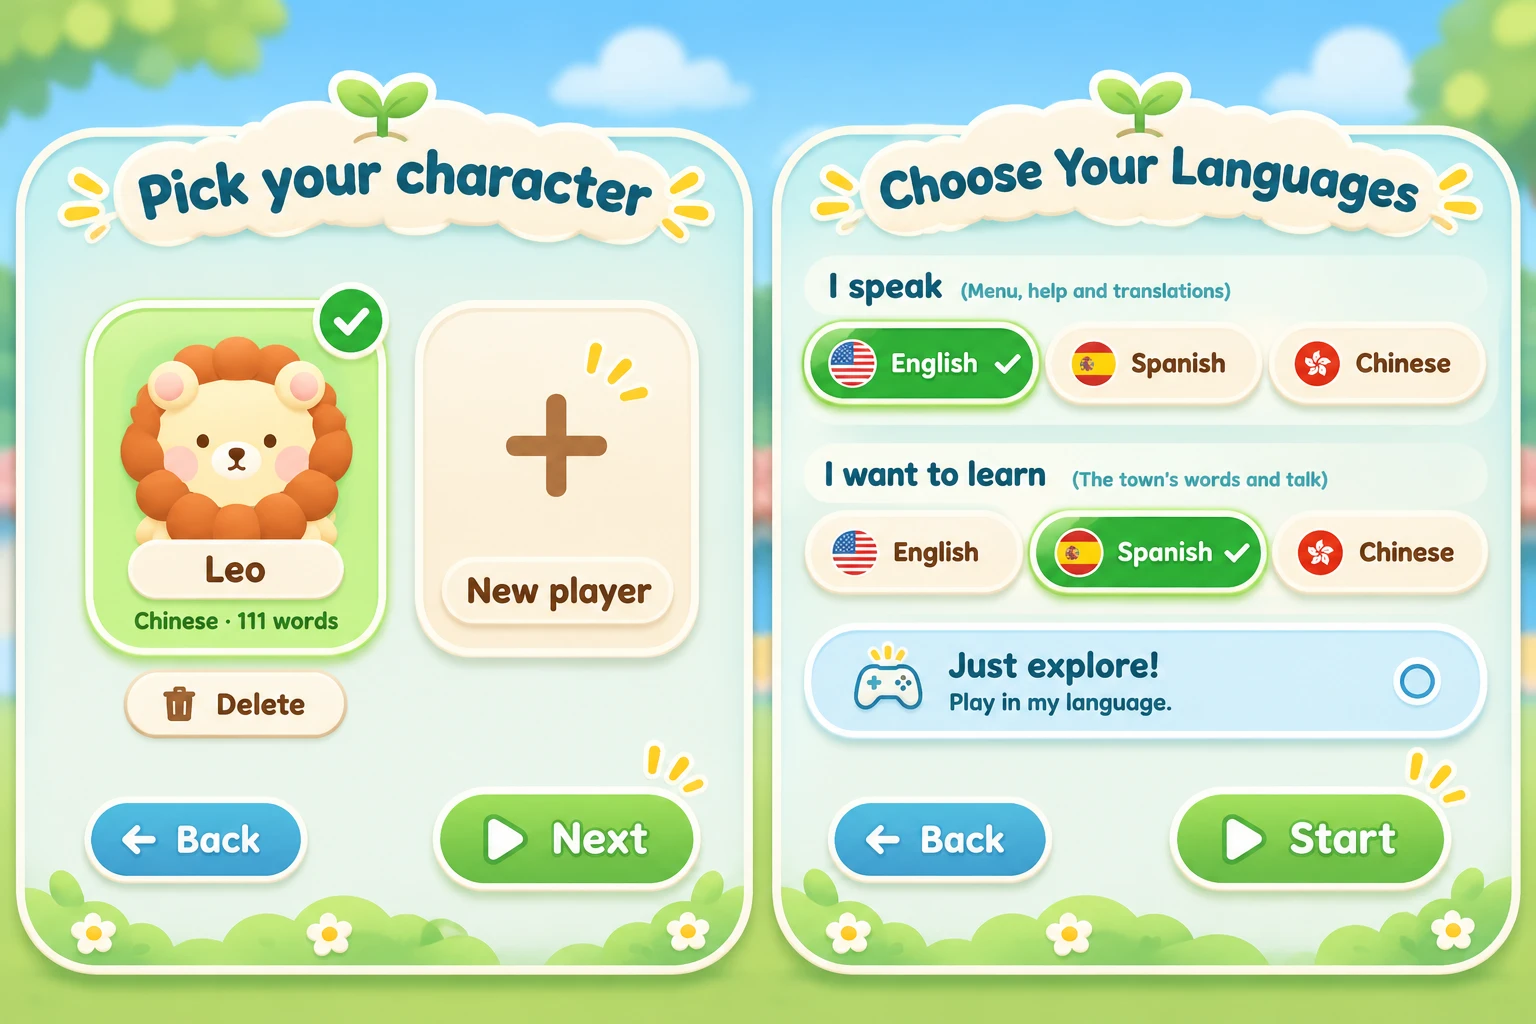 Pick your character
Leo
Chinese · 111 words
Delete
New player
Back
Next
Choose Your Languages
I speak (Menu, help and translations)
English
Spanish
Chinese
I want to learn (The town's words and talk)
English
Spanish
Chinese
Just explore!
Play in my language.
Back
Start